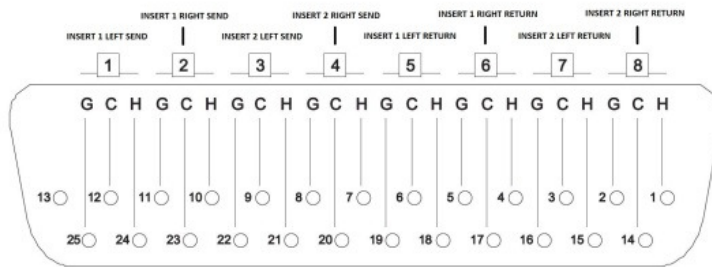 INSERT 1 RIGHT SEND INSERT 2 RIGHT SEND INSERT 1 RIGHT RETURN INSERT 2 RIGHT RETURN
INSERT 1 LEFT SEND INSERT 2 LEFT SEND INSERT 1 LEFT RETURN INSERT 2 LEFT RETURN
1 2 3 4 5 6 7 8
G C H G C H G C H G C H G C H G C H G C H G C H
13 12 11 10 9 8 7 6 5 4 3 2 1
25 24 23 22 21 20 19 18 17 16 15 14